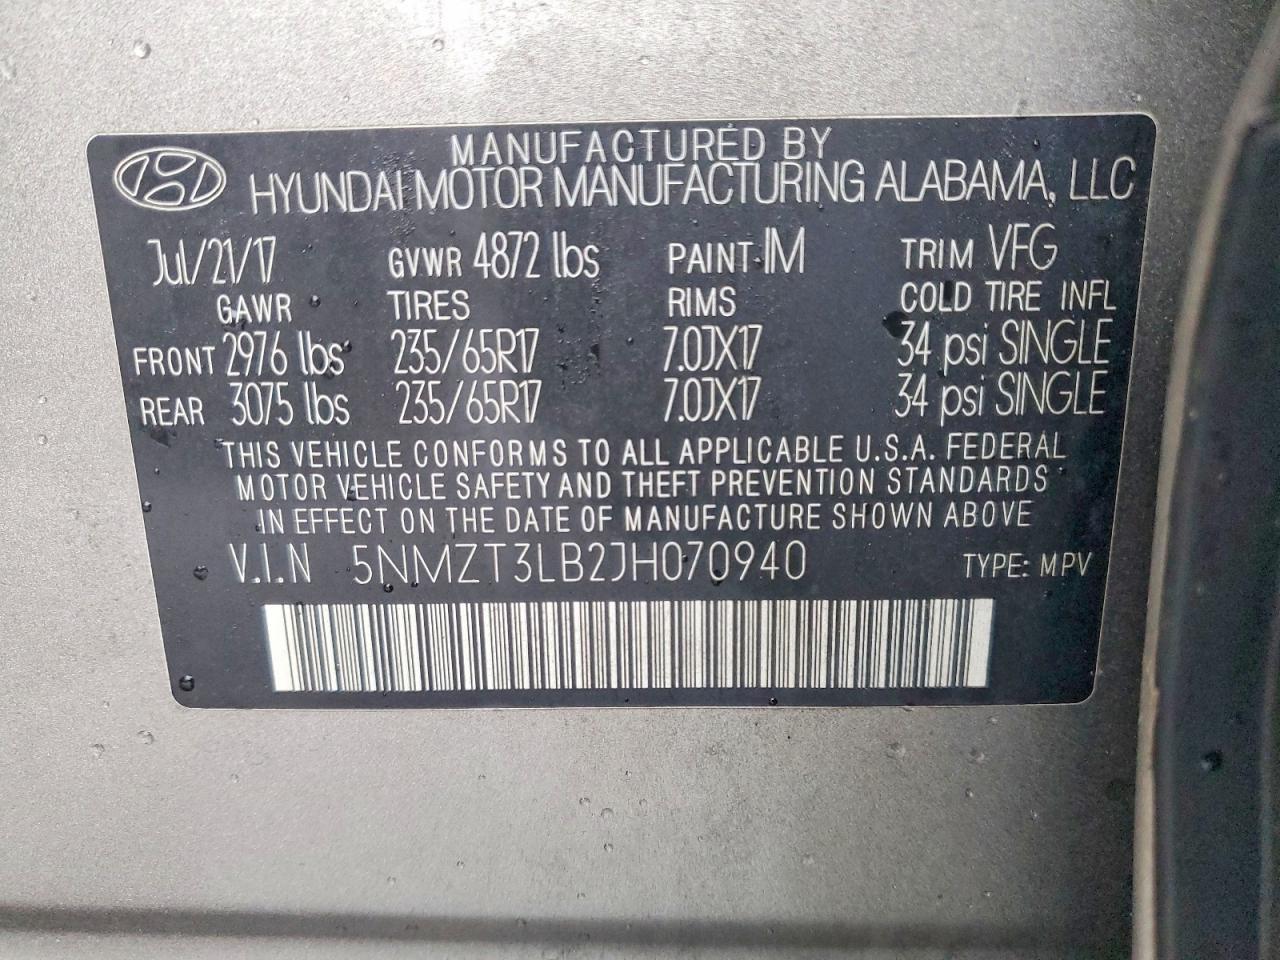 MANUFACTURED BY
HYUNDAI MOTOR MANUFACTURING ALABAMA, LLC
Jul/21/17 GVWR 4872 lbs PAINT IM TRIM VFG
GAWR TIRES RIMS COLD TIRE INFL
FRONT 2976 lbs 235/65R17 7.0JX17 34 psi SINGLE
REAR 3075 lbs 235/65R17 7.0JX17 34 psi SINGLE
THIS VEHICLE CONFORMS TO ALL APPLICABLE U.S.A. FEDERAL
MOTOR VEHICLE SAFETY AND THEFT PREVENTION STANDARDS
IN EFFECT ON THE DATE OF MANUFACTURE SHOWN ABOVE
V.I.N 5NMZT3LB2JH070940 TYPE: MPV